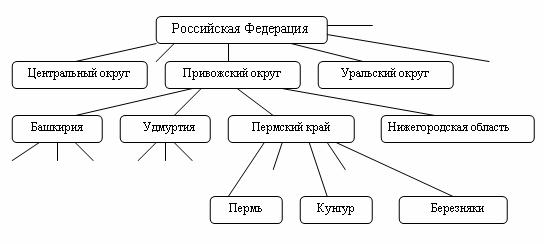 Российская Федерация
Центральный округ
Привожский округ
Уральский округ
Башкирия
Удмуртия
Пермский край
Нижегородская область
Пермь
Кунгур
Березняки